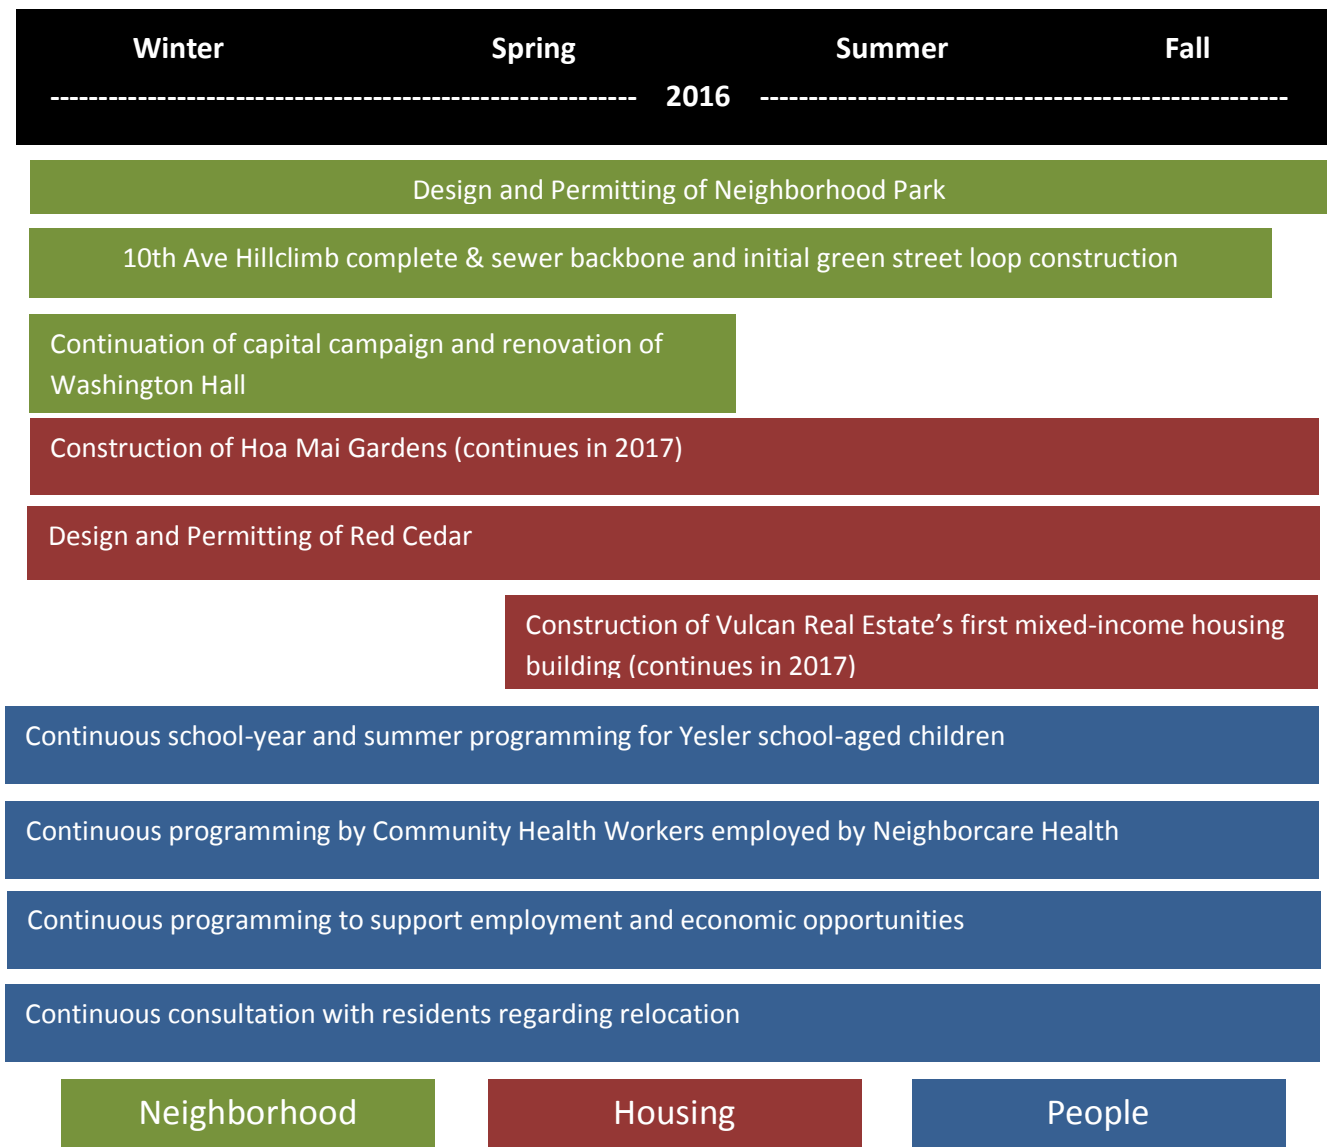 Winter Spring Summer Fall
------------------------------------------------------------- 2016 -------------------------------------------------------
Design and Permitting of Neighborhood Park
10th Ave Hillclimb complete & sewer backbone and initial green street loop construction
Continuation of capital campaign and renovation of
Washington Hall
Construction of Hoa Mai Gardens (continues in 2017)
Design and Permitting of Red Cedar
Construction of Vulcan Real Estate’s first mixed-income housing
building (continues in 2017)
Continuous school-year and summer programming for Yesler school-aged children
Continuous programming by Community Health Workers employed by Neighborcare Health
Continuous programming to support employment and economic opportunities
Continuous consultation with residents regarding relocation
Neighborhood Housing People